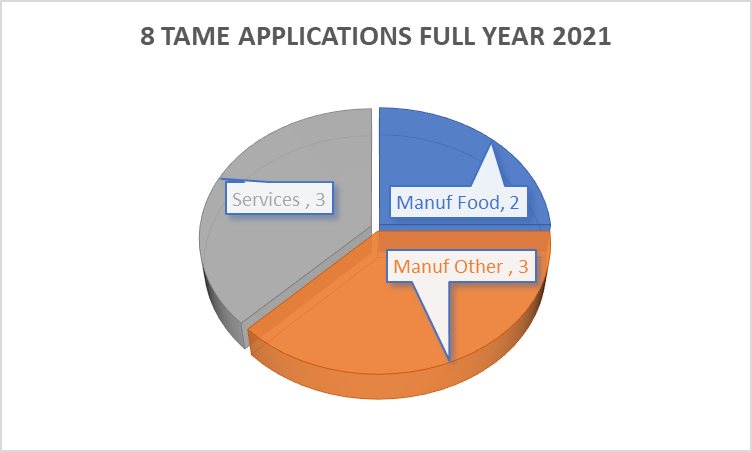 8 TAME APPLICATIONS FULL YEAR 2021
Services , 3
Manuf Food, 2
Manuf Other , 3